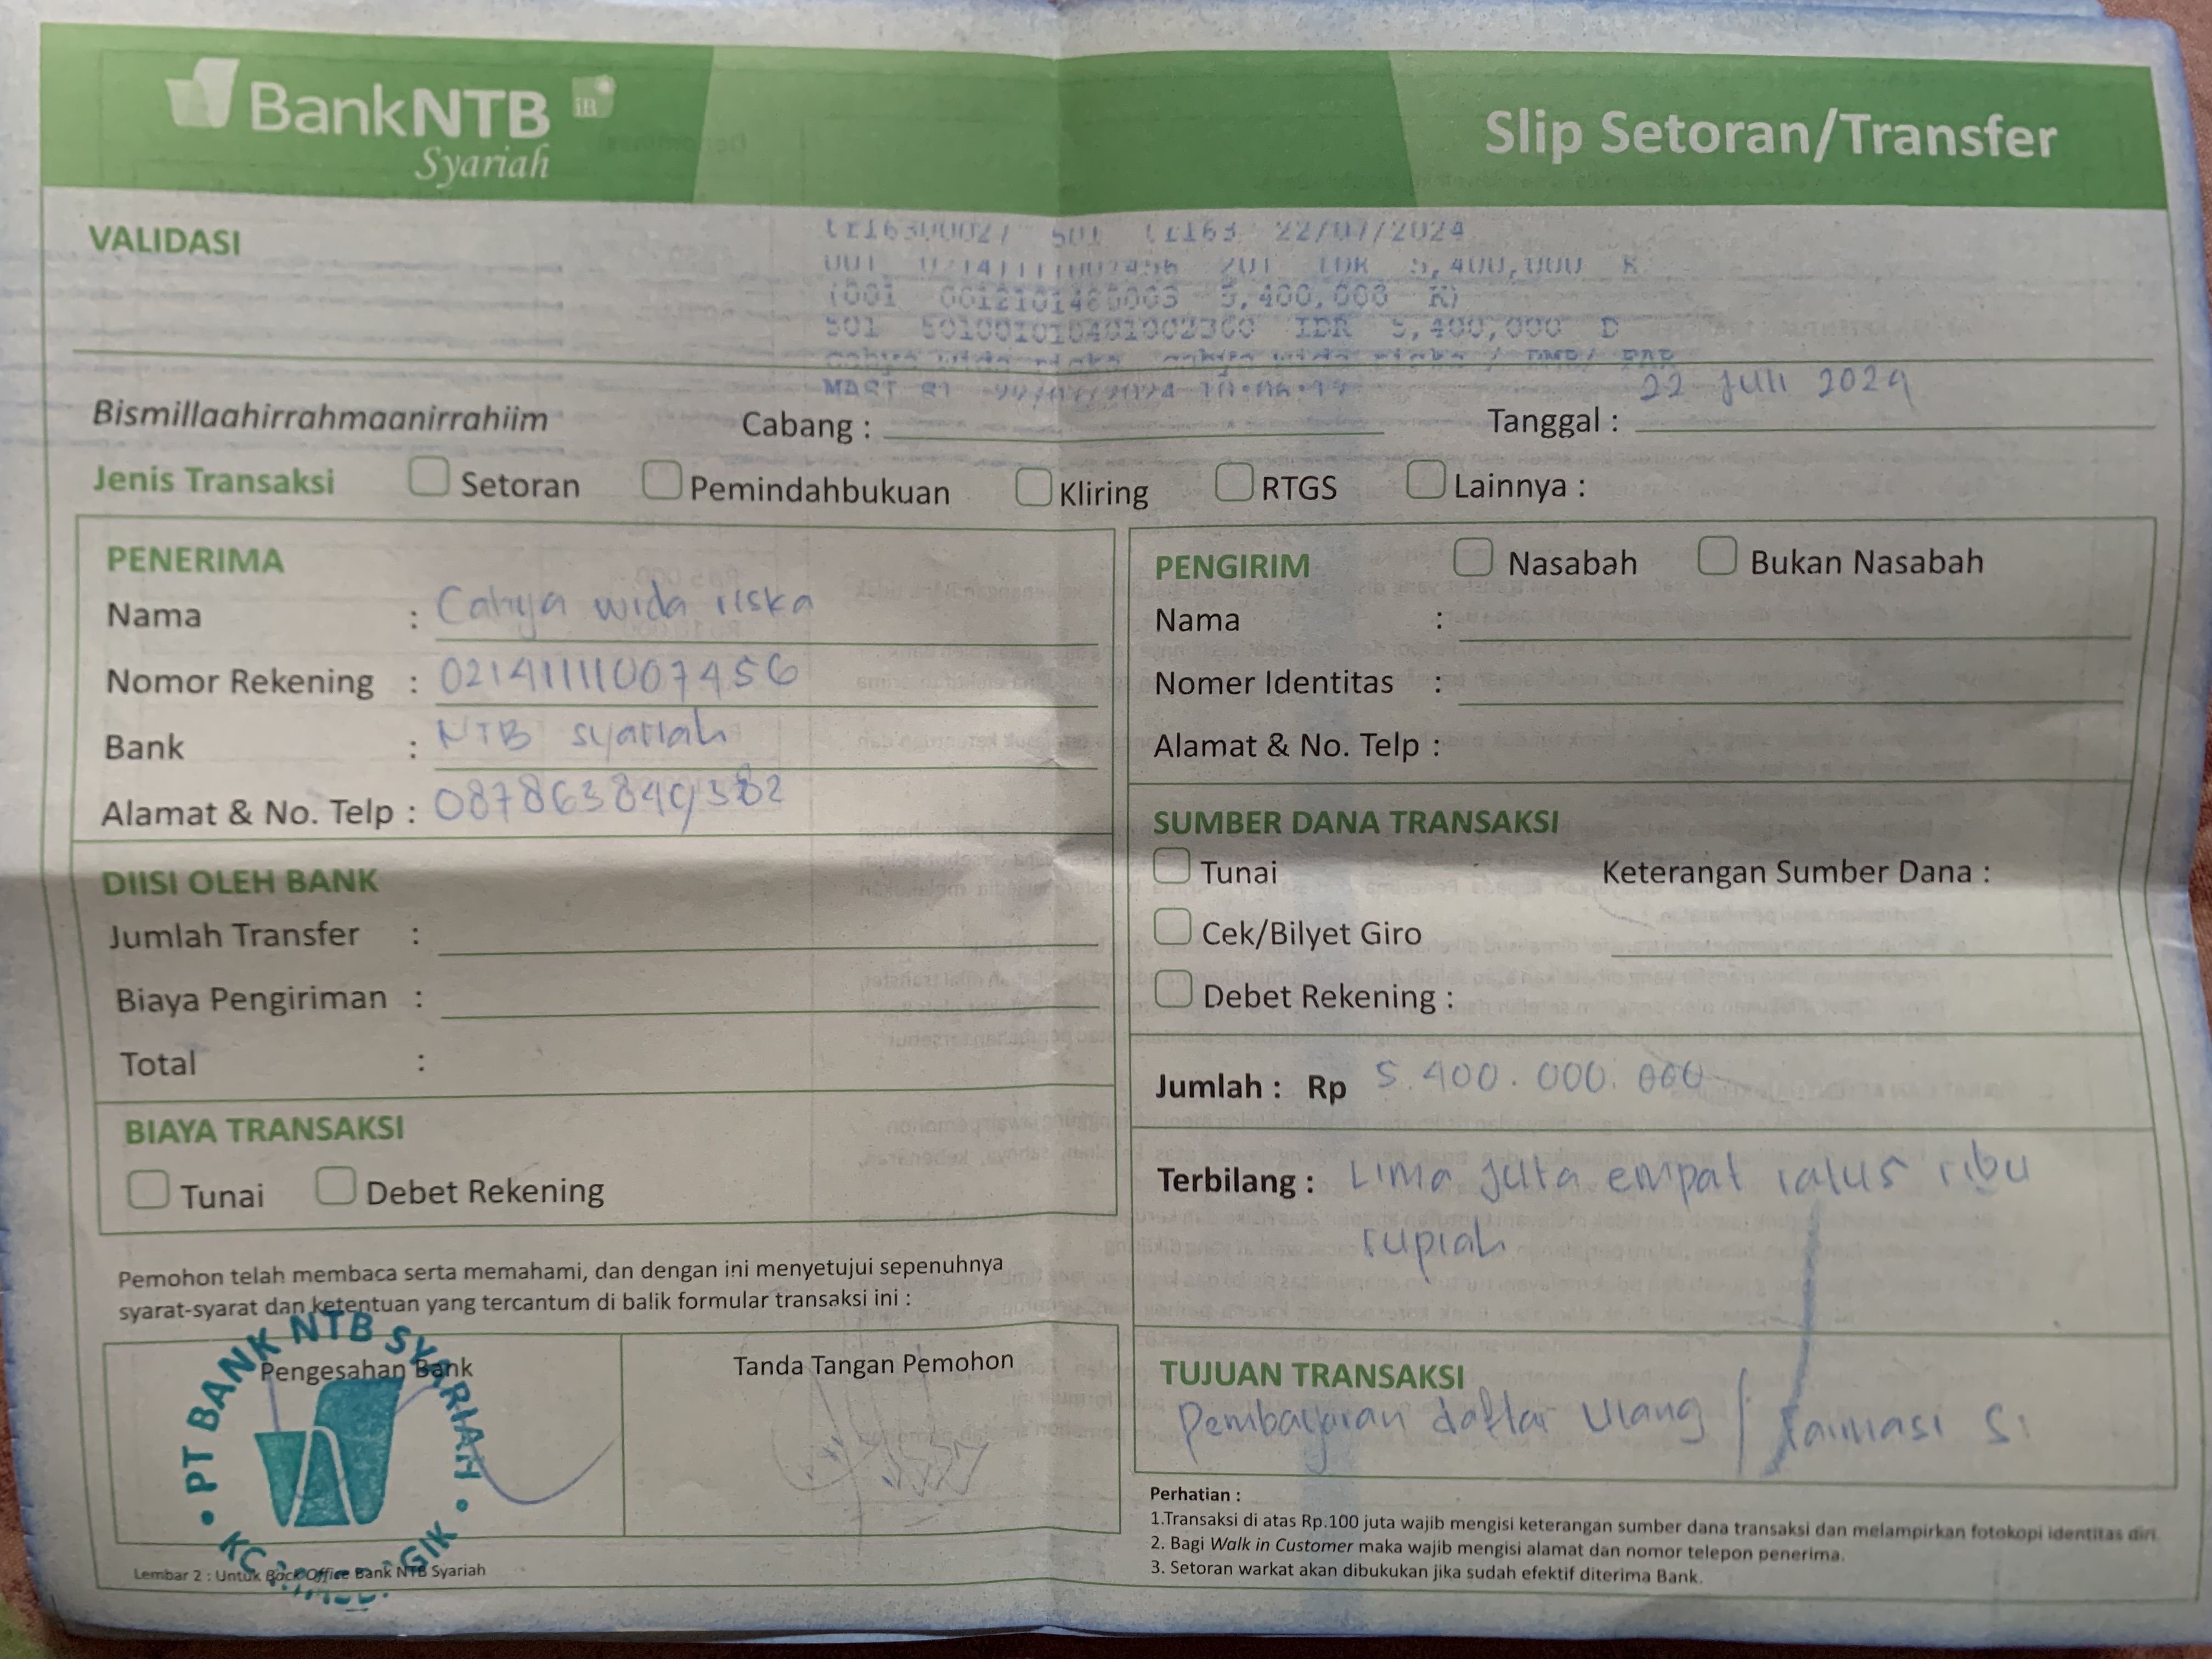 BankNTB iB
Syariah
Slip Setoran/Transfer
VALIDASI
501 22/07/2024
201 IDR 5,400,000 K
(001 5,400,000 K)
501 IDR 5,400,000 D
22 Juli 2024
Bismillaahirrahmaanirrahiim Cabang : Tanggal :
Jenis Transaksi Setoran Pemindahbukuan Kliring RTGS Lainnya :
PENERIMA
Nama : Cahya wida riska
Nomor Rekening : 02141111007456
Bank : NTB syariah
Alamat & No. Telp : 087863849382
DIISI OLEH BANK
Jumlah Transfer :
Biaya Pengiriman :
Total :
BIAYA TRANSAKSI
Tunai Debet Rekening
Pemohon telah membaca serta memahami, dan dengan ini menyetujui sepenuhnya
syarat-syarat dan ketentuan yang tercantum di balik formular transaksi ini :
Pengesahan Bank Tanda Tangan Pemohon
PT BANK NTB SYARIAH
Lembar 2 : Untuk Back Office Bank NTB Syariah
PENGIRIM Nasabah Bukan Nasabah
Nama :
Nomer Identitas :
Alamat & No. Telp :
SUMBER DANA TRANSAKSI
Tunai Keterangan Sumber Dana :
Cek/Bilyet Giro
Debet Rekening :
Jumlah : Rp 5.400.000.000
Terbilang : Lima juta empat ratus ribu
rupiah
TUJUAN TRANSAKSI
Pembayaran daftar ulang / farmasi S1
Perhatian :
1.Transaksi di atas Rp.100 juta wajib mengisi keterangan sumber dana transaksi dan melampirkan fotokopi identitas diri.
2. Bagi Walk in Customer maka wajib mengisi alamat dan nomor telepon penerima.
3. Setoran warkat akan dibukukan jika sudah efektif diterima Bank.